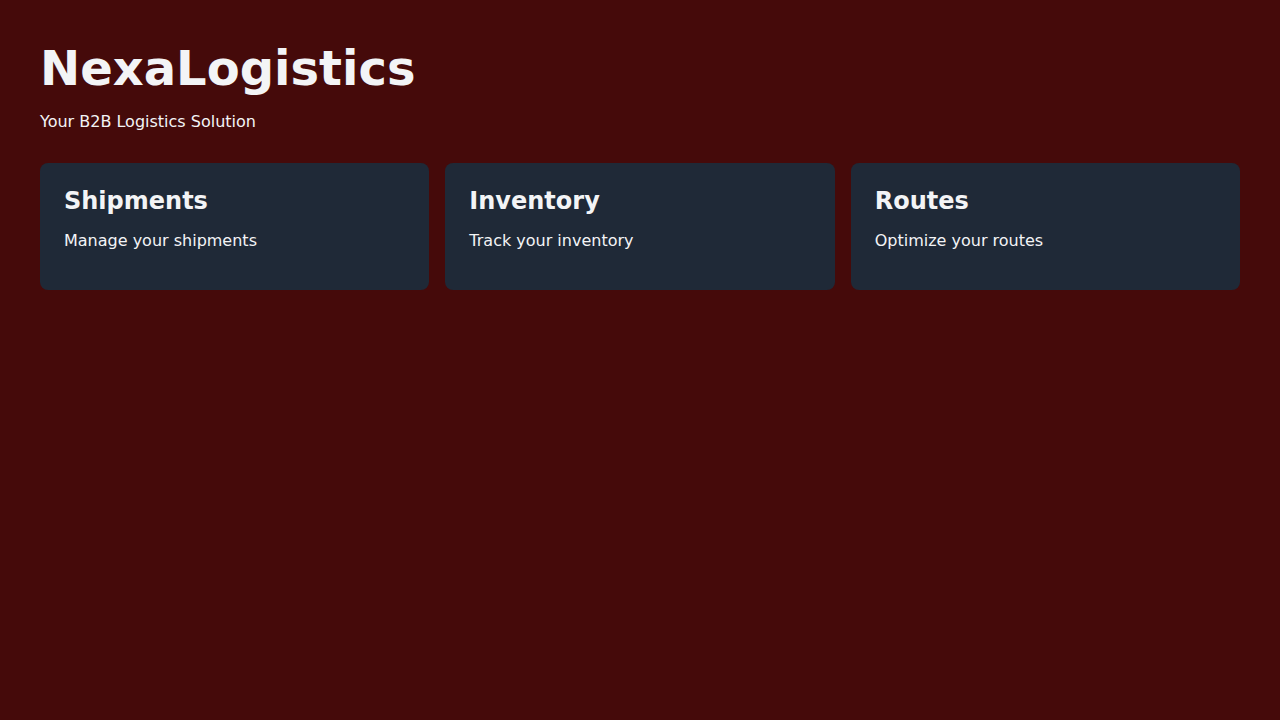 NexaLogistics
Your B2B Logistics Solution
Shipments
Manage your shipments
Inventory
Track your inventory
Routes
Optimize your routes